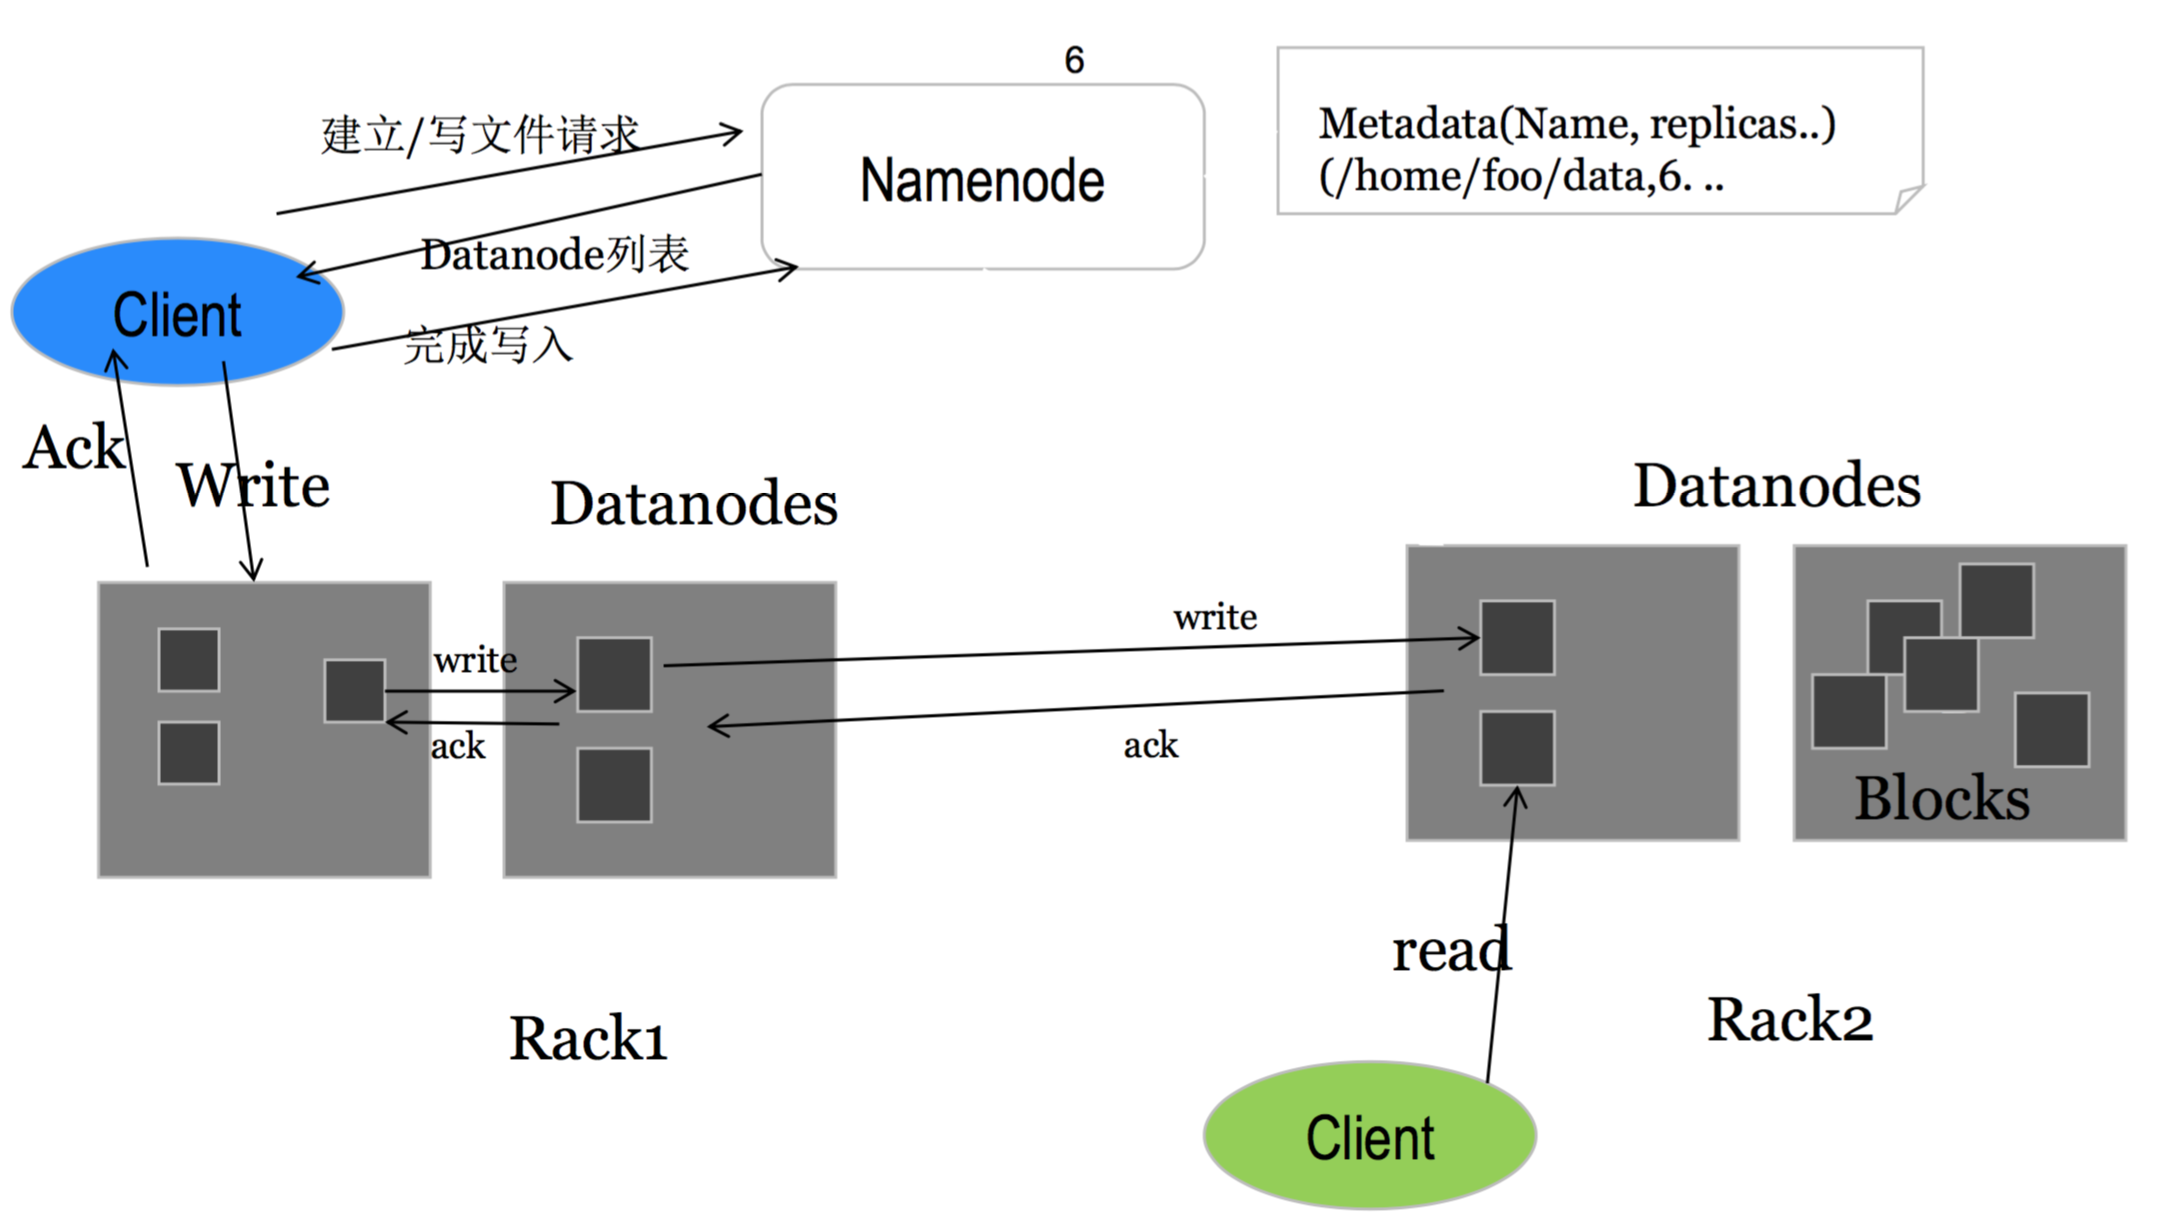 6
建立/写文件请求
Metadata(Name, replicas..)
(/home/foo/data,6. ..
Namenode
Datanode列表
Client
完成写入
Ack
Write
Datanodes
Datanodes
write
write
ack
ack
Blocks
read
Rack1
Rack2
Client